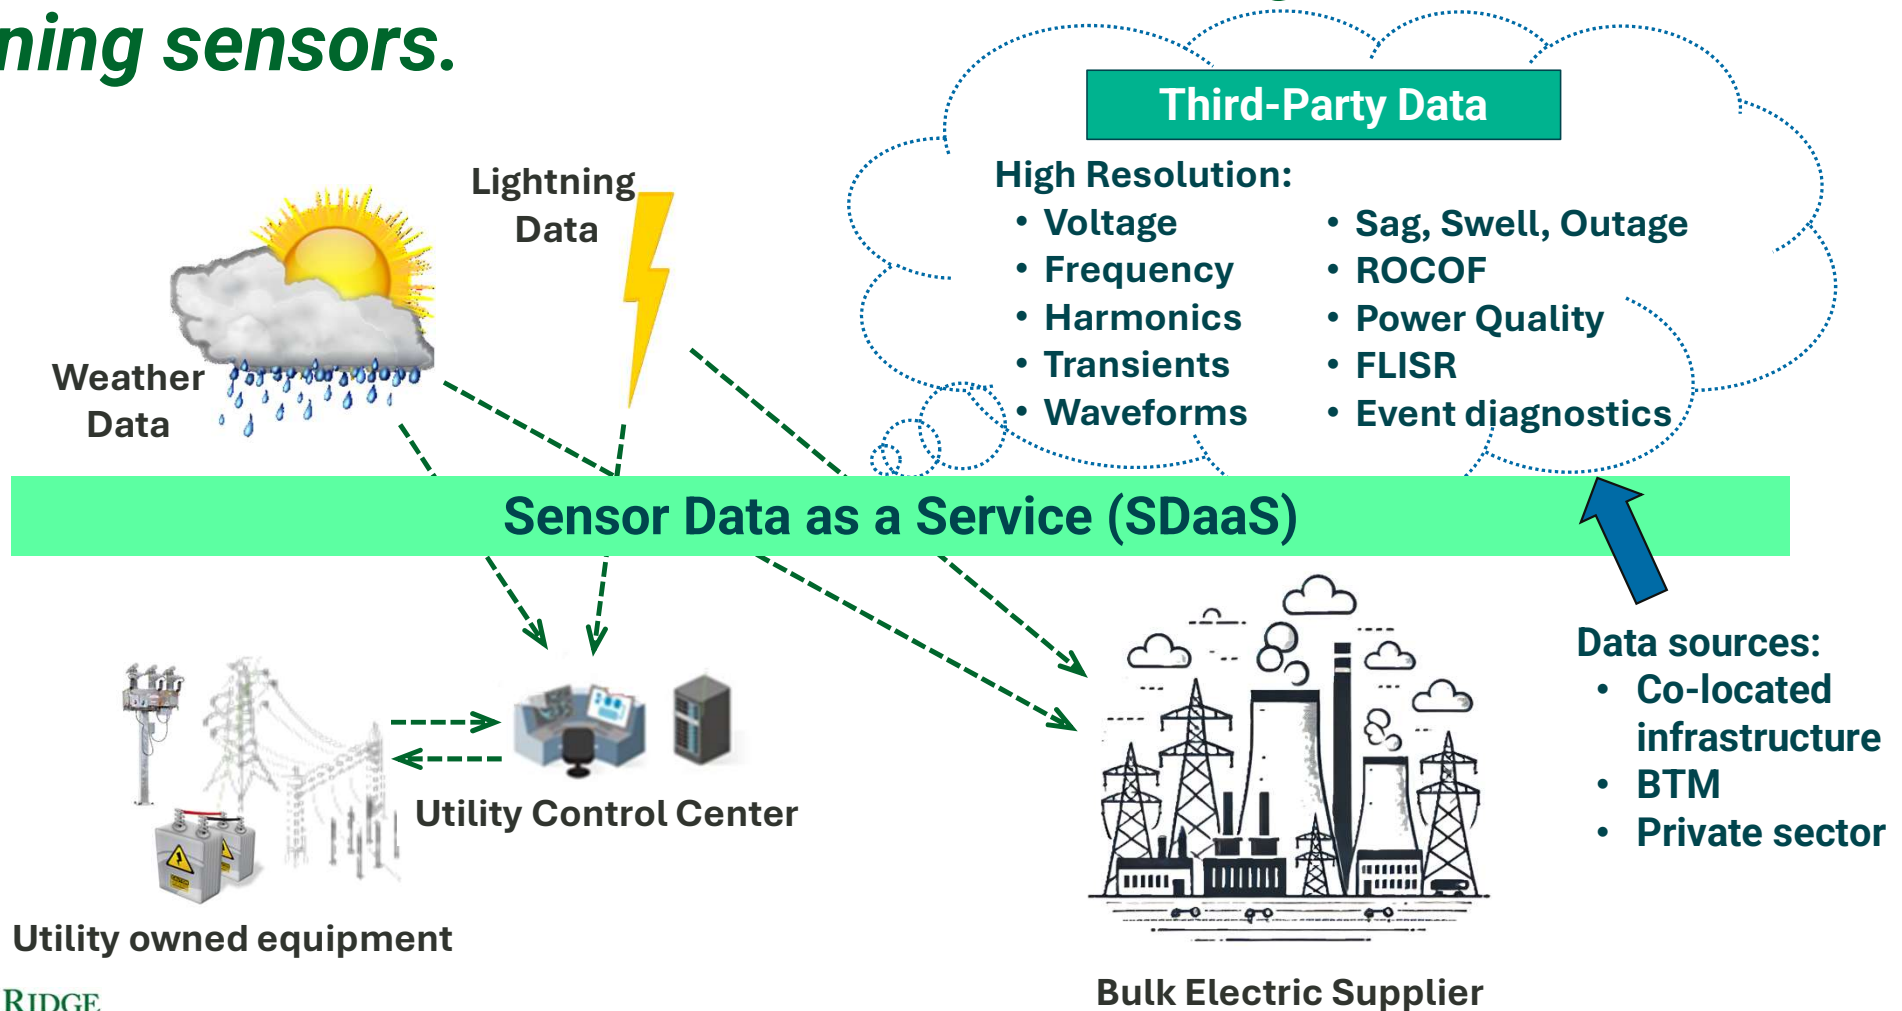 ning sensors.
Third-Party Data
High Resolution:
• Voltage
• Frequency
• Harmonics
• Transients
• Waveforms
• Sag, Swell, Outage
• ROCOF
• Power Quality
• FLISR
• Event diagnostics
Lightning
Data
Weather
Data
Sensor Data as a Service (SDaaS)
Data sources:
• Co-located
infrastructure
• BTM
• Private sector
Utility Control Center
Utility owned equipment
Bulk Electric Supplier
RIDGE